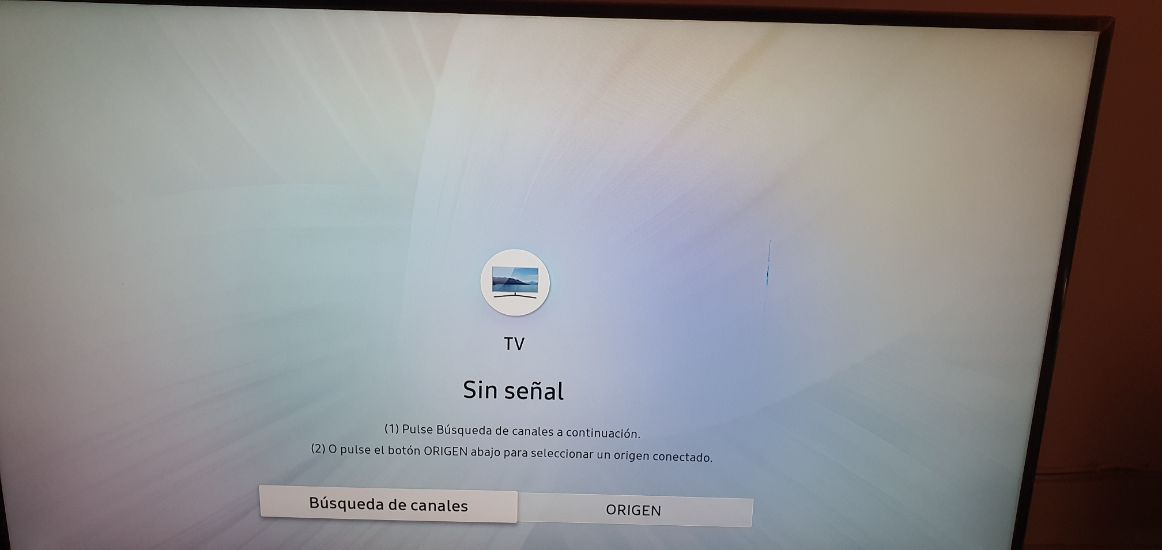 TV
Sin señal
(1) Pulse Búsqueda de canales a continuación.
(2) O pulse el botón ORIGEN abajo para seleccionar un origen conectado.
Búsqueda de canales
ORIGEN